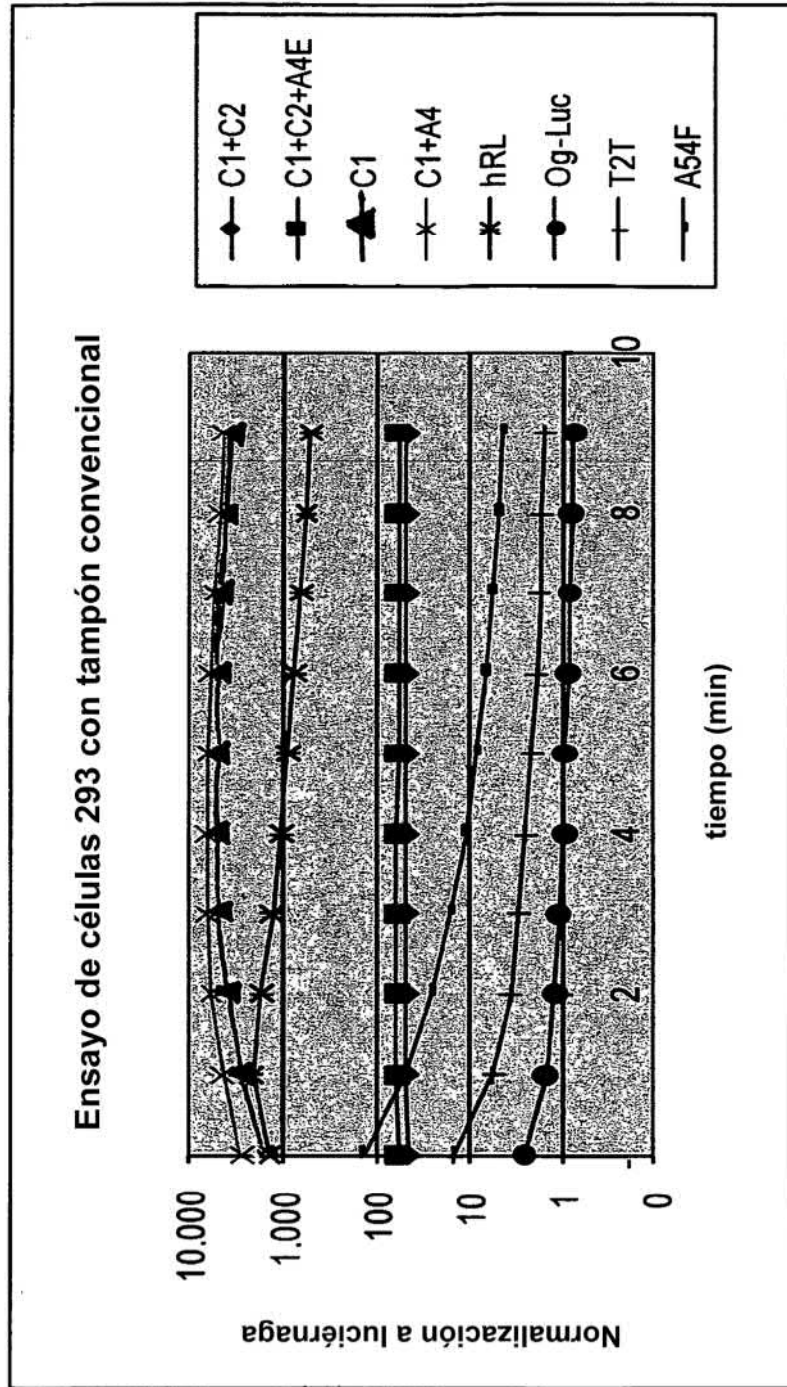 Ensayo de células 293 con tampón convencional
Normalización a luciérnaga
10.000
1.000
100
10
1
0
-
2
4
6
8
10
tiempo (min)
C1+C2
C1+C2+A4E
C1
C1+A4
hRL
Og-Luc
T2T
A54F